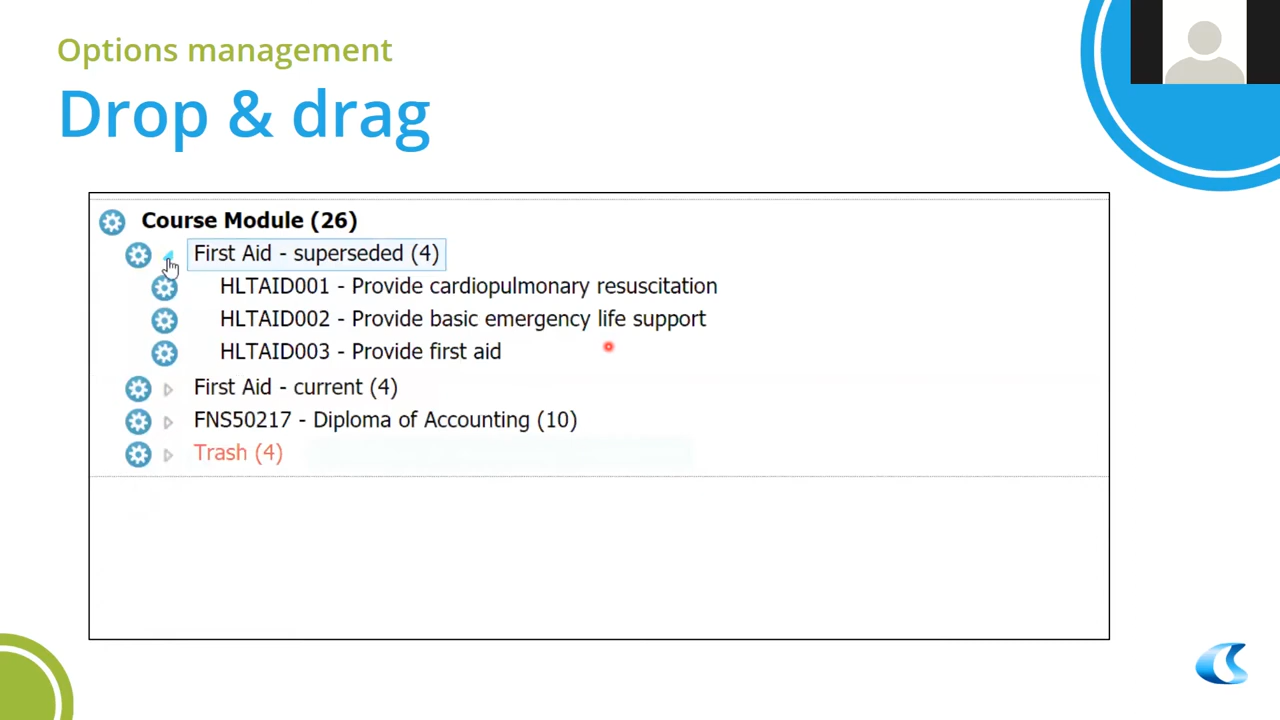 Options management
Drop & drag
Course Module (26)
First Aid - superseded (4)
HLTAID001 - Provide cardiopulmonary resuscitation
HLTAID002 - Provide basic emergency life support
HLTAID003 - Provide first aid
First Aid - current (4)
FNS50217 - Diploma of Accounting (10)
Trash (4)